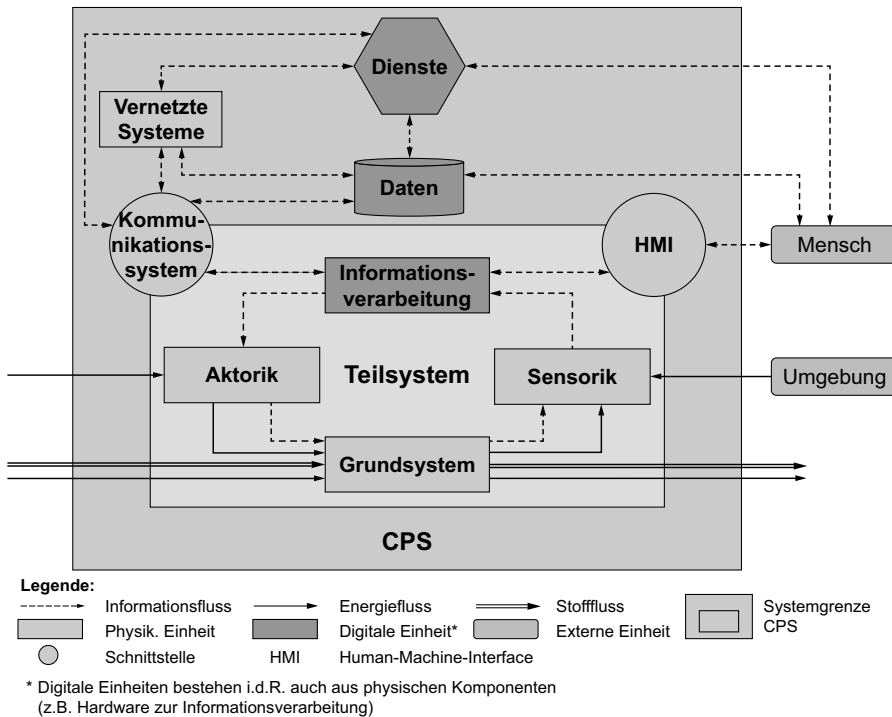 Dienste
Vernetzte
Systeme
Daten
Kommu-
nikations-
system
HMI
Mensch
Informations-
verarbeitung
Aktorik
Teilsystem
Sensorik
Umgebung
Grundsystem
CPS
Legende:
Informationsfluss
Energiefluss
Stofffluss
Systemgrenze
CPS
Physik. Einheit
Digitale Einheit*
Externe Einheit
Schnittstelle
HMI
Human-Machine-Interface
* Digitale Einheiten bestehen i.d.R. auch aus physischen Komponenten
(z.B. Hardware zur Informationsverarbeitung)